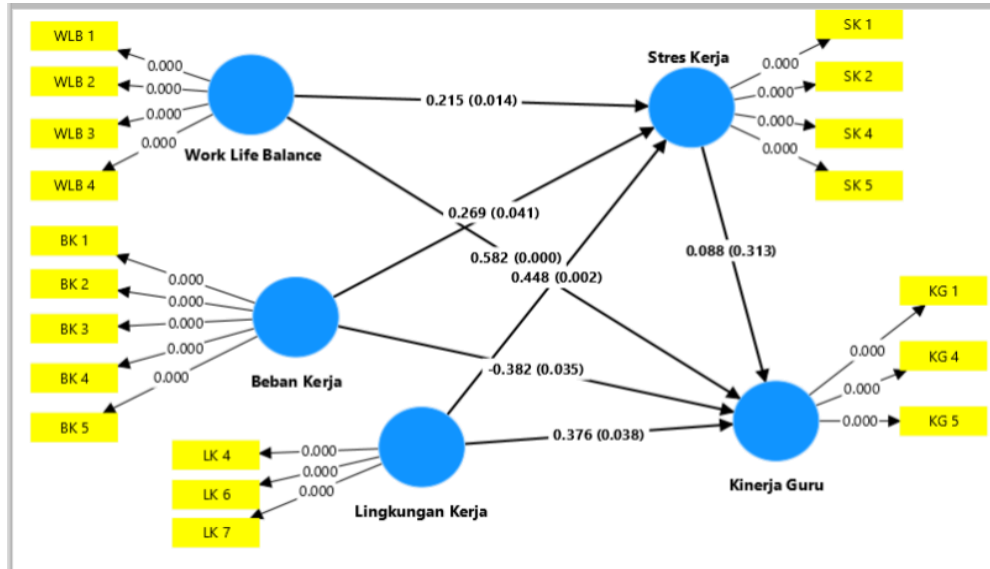 WLB 1
WLB 2
WLB 3
WLB 4
0.000
0.000
0.000
0.000
Work Life Balance
0.215 (0.014)
Stres Kerja
SK 1
SK 2
SK 4
SK 5
0.000
0.000
0.000
0.000
0.269 (0.041)
0.582 (0.000)
0.448 (0.002)
0.088 (0.313)
BK 1
BK 2
BK 3
BK 4
BK 5
0.000
0.000
0.000
0.000
0.000
Beban Kerja
-0.382 (0.035)
0.376 (0.038)
LK 4
LK 6
LK 7
0.000
0.000
0.000
Lingkungan Kerja
KG 1
KG 4
KG 5
0.000
0.000
0.000
Kinerja Guru